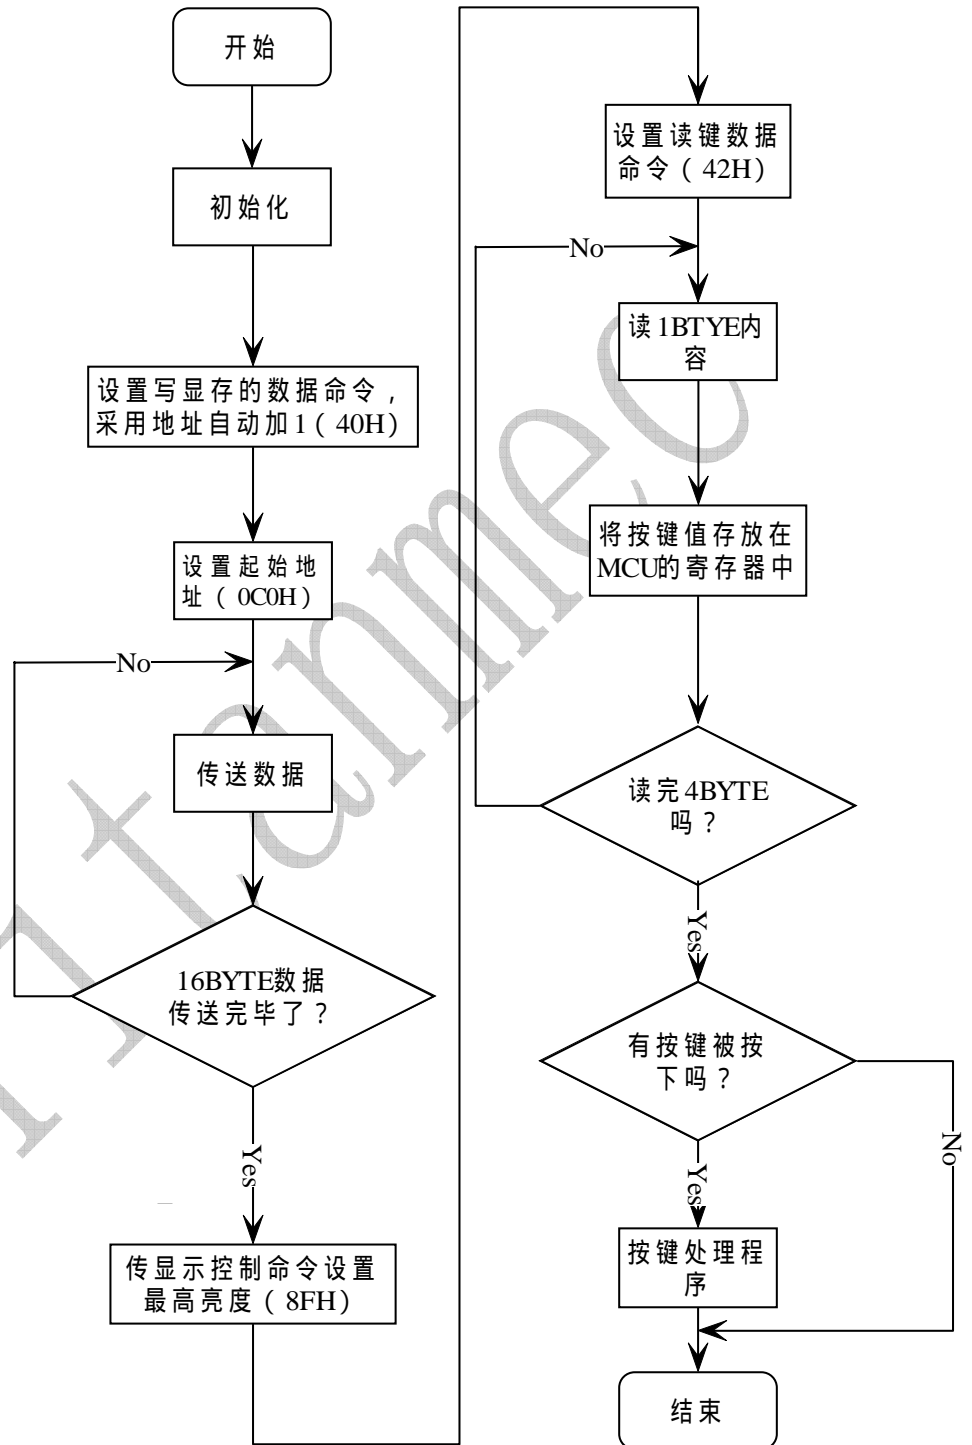 开始
初始化
设置写显存的数据命令，
采用地址自动加1（40H）
设置起始地
址（0C0H）
No
传送数据
16BYTE数据
传送完毕了？
Yes
传显示控制命令设置
最高亮度（8FH）
设置读键数据
命令（42H）
No
读1BTYE内
容
将按键值存放在
MCU的寄存器中
读完4BYTE
吗？
Yes
有按键被按
下吗？
No
Yes
按键处理程
序
结束